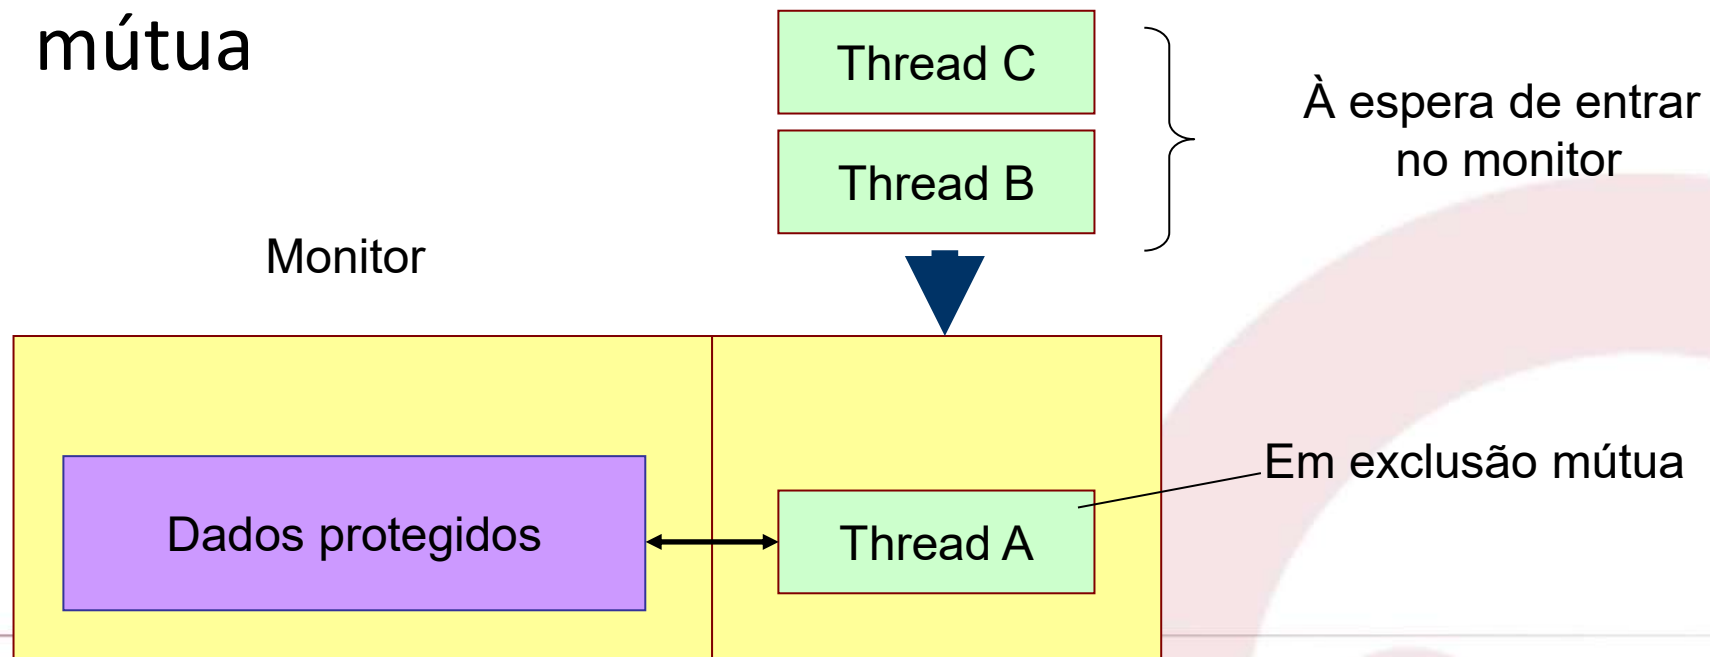 mútua
Thread C
À espera de entrar
no monitor
Thread B
Monitor
Em exclusão mútua
Dados protegidos
Thread A